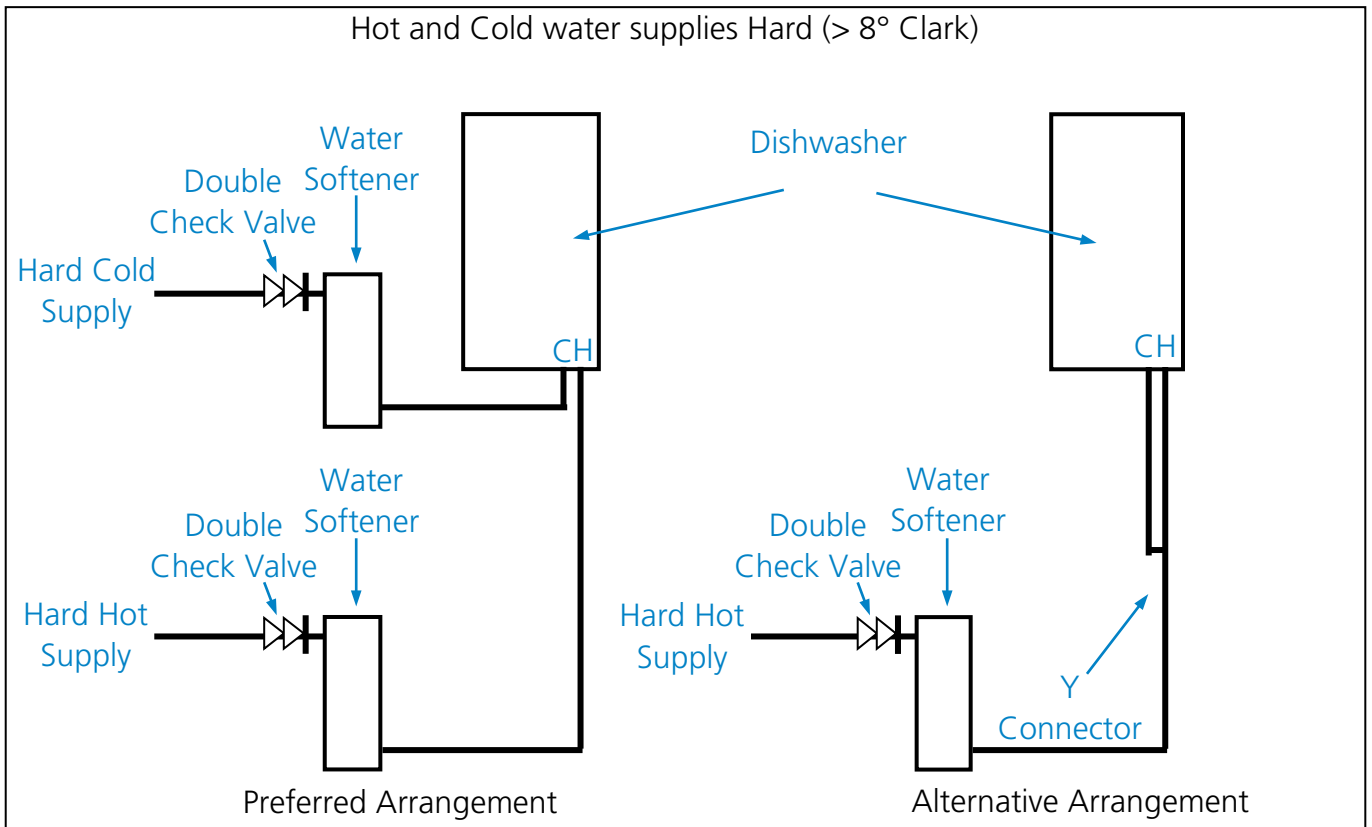 Hot and Cold water supplies Hard (> 8° Clark)
Water
Softener
Double
Check Valve
Hard Cold
Supply
Dishwasher
CH
CH
Water
Softener
Double
Check Valve
Hard Hot
Supply
Water
Softener
Double
Check Valve
Hard Hot
Supply
Y
Connector
Preferred Arrangement
Alternative Arrangement